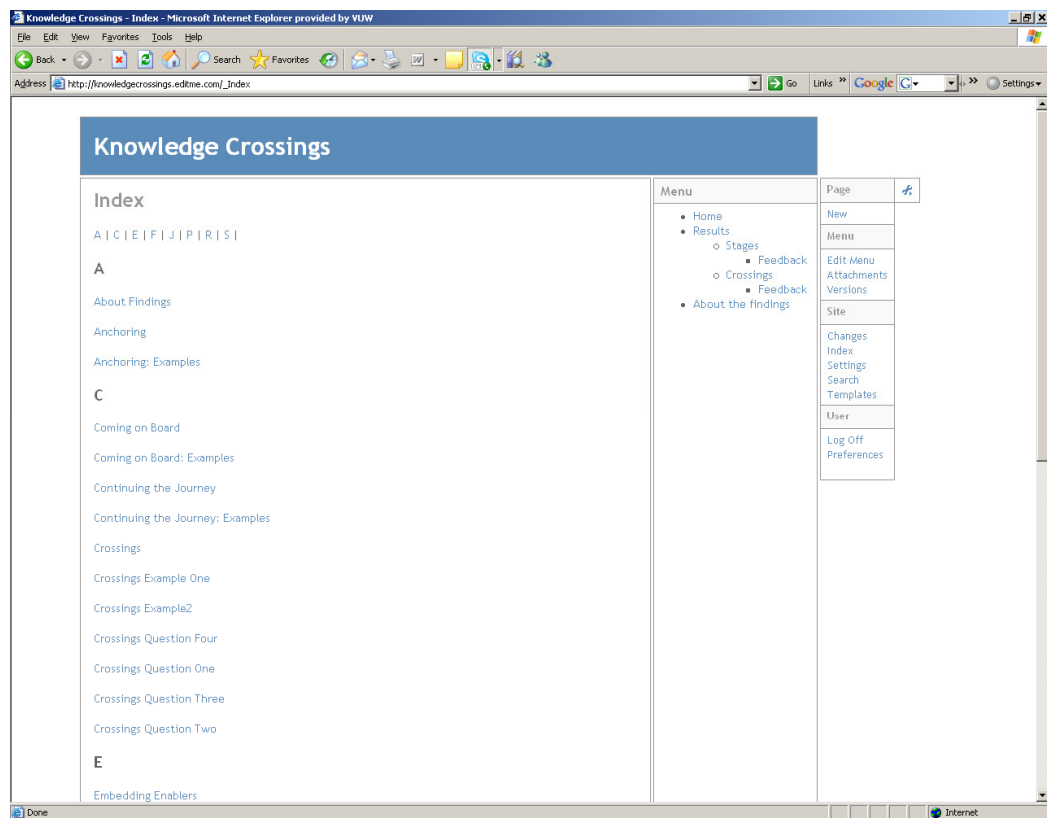 Knowledge Crossings - Index - Microsoft Internet Explorer provided by VUW
File Edit View Favorites Tools Help
Back Search Favorites
Address http://knowledgecrossings.editme.com/_Index Go Links » Google G » Settings
Knowledge Crossings
Index
A | C | E | F | J | P | R | S |
A
About Findings
Anchoring
Anchoring: Examples
C
Coming on Board
Coming on Board: Examples
Continuing the Journey
Continuing the Journey: Examples
Crossings
Crossings Example One
Crossings Example2
Crossings Question Four
Crossings Question One
Crossings Question Three
Crossings Question Two
E
Embedding Enablers
Menu
Home
Results
Stages
Feedback
Crossings
Feedback
About the findings
Page
New
Menu
Edit Menu
Attachments
Versions
Site
Changes
Index
Settings
Search
Templates
User
Log Off
Preferences
Done Internet